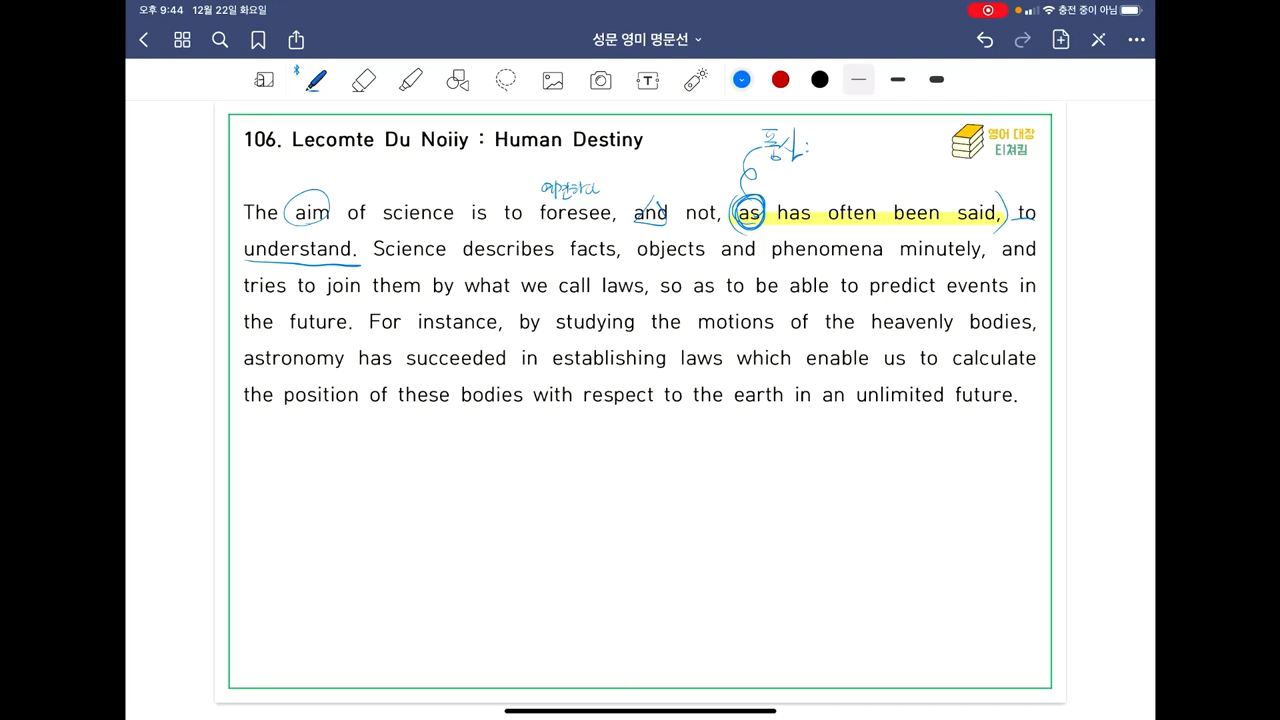 오후 9:44 12월 22일 화요일
충전 중이 아님
성문 영미 명문선
T
106. Lecomte Du Noiiy : Human Destiny
영어 대장
티쳐킴
예견하다
The aim of science is to foresee, and not, (as has often been said,) to
understand. Science describes facts, objects and phenomena minutely, and
tries to join them by what we call laws, so as to be able to predict events in
the future. For instance, by studying the motions of the heavenly bodies,
astronomy has succeeded in establishing laws which enable us to calculate
the position of these bodies with respect to the earth in an unlimited future.